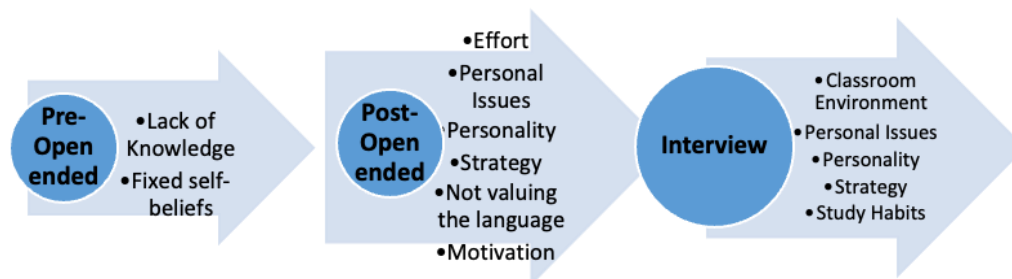 Pre-
Open
ended
•Lack of
Knowledge
•Fixed self-
beliefs
Post-
Open
ended
•Effort
•Personal
Issues
•Personality
•Strategy
•Not valuing
the language
•Motivation
Interview
•Classroom
Environment
•Personal Issues
•Personality
•Strategy
•Study Habits